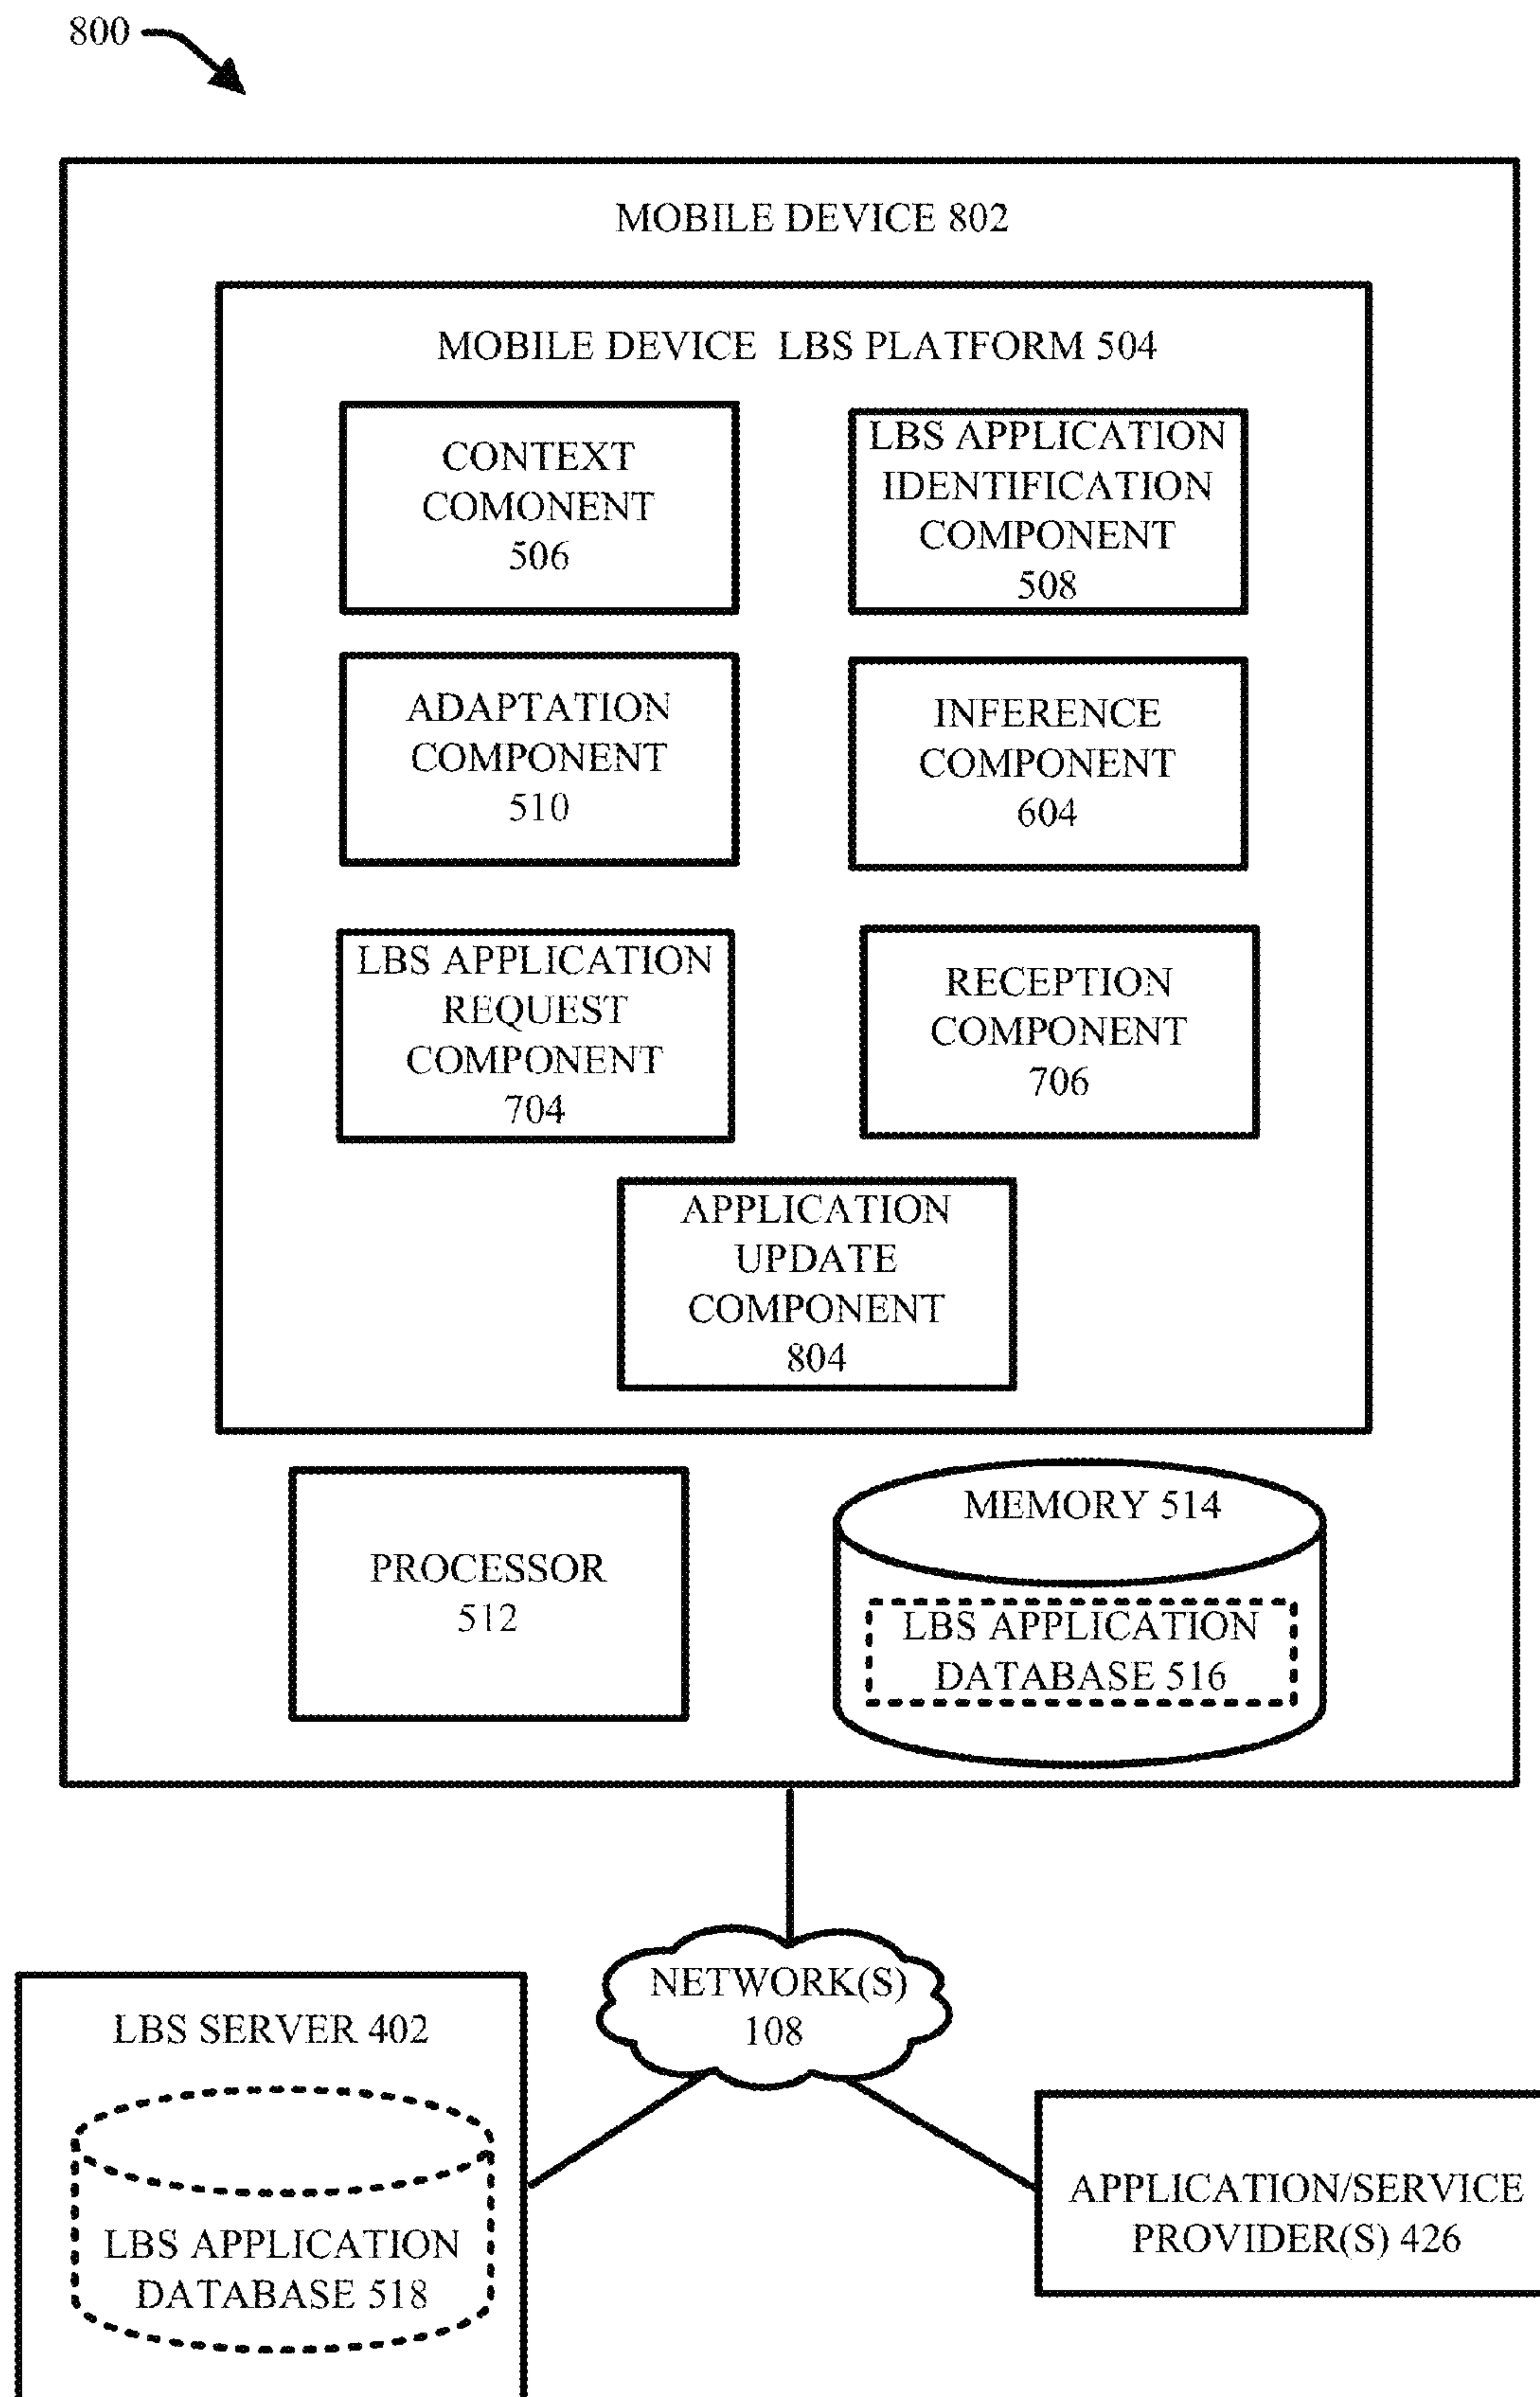 800
MOBILE DEVICE 802
MOBILE DEVICE LBS PLATFORM 504
CONTEXT
COMONENT
506
LBS APPLICATION
IDENTIFICATION
COMPONENT
508
ADAPTATION
COMPONENT
510
INFERENCE
COMPONENT
604
LBS APPLICATION
REQUEST
COMPONENT
704
RECEPTION
COMPONENT
706
APPLICATION
UPDATE
COMPONENT
804
PROCESSOR
512
MEMORY 514
LBS APPLICATION
DATABASE 516
NETWORK(S)
108
LBS SERVER 402
LBS APPLICATION
DATABASE 518
APPLICATION/SERVICE
PROVIDER(S) 426